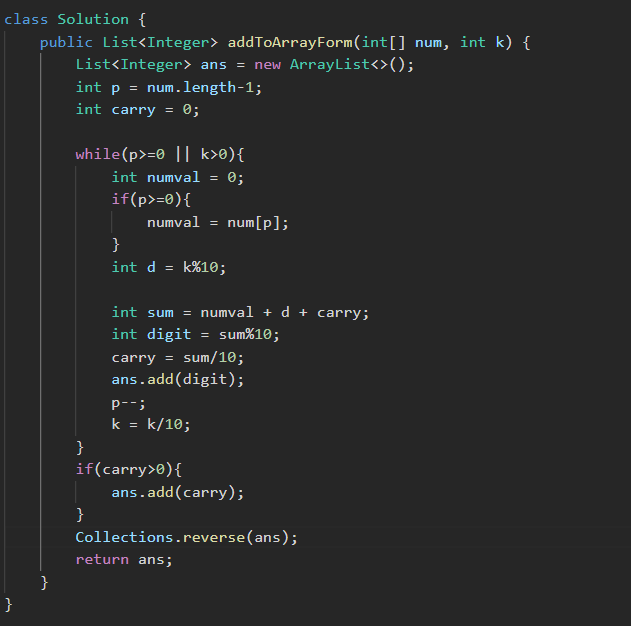 class Solution {
    public List<Integer> addToArrayForm(int[] num, int k) {
        List<Integer> ans = new ArrayList<>();
        int p = num.length-1;
        int carry = 0;

        while(p>=0 || k>0){
            int numval = 0;
            if(p>=0){
                numval = num[p];
            }
            int d = k%10;

            int sum = numval + d + carry;
            int digit = sum%10;
            carry = sum/10;
            ans.add(digit);
            p--;
            k = k/10;
        }
        if(carry>0){
            ans.add(carry);
        }
        Collections.reverse(ans);
        return ans;
    }
}